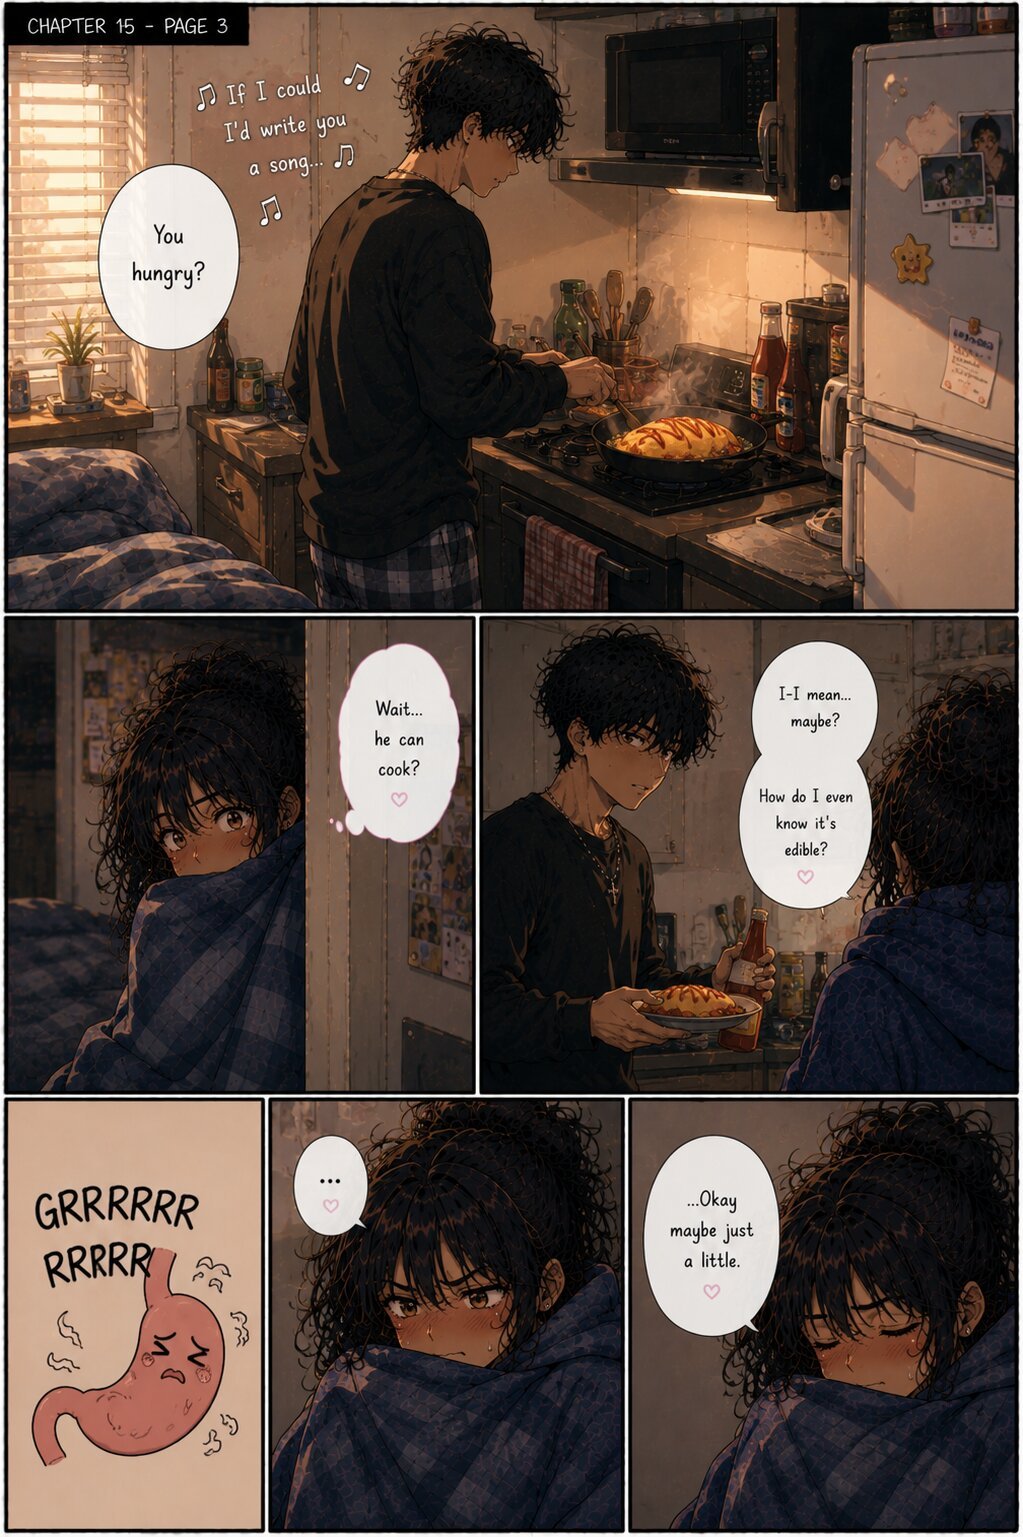 CHAPTER 15 - PAGE 3
If I could
I'd write you
a song...
You
hungry?
Wait...
he can
cook?
I-I mean...
maybe?
How do I even
know it's
edible?
GRRRRRR
RRRRR
...
...Okay
maybe just
a little.